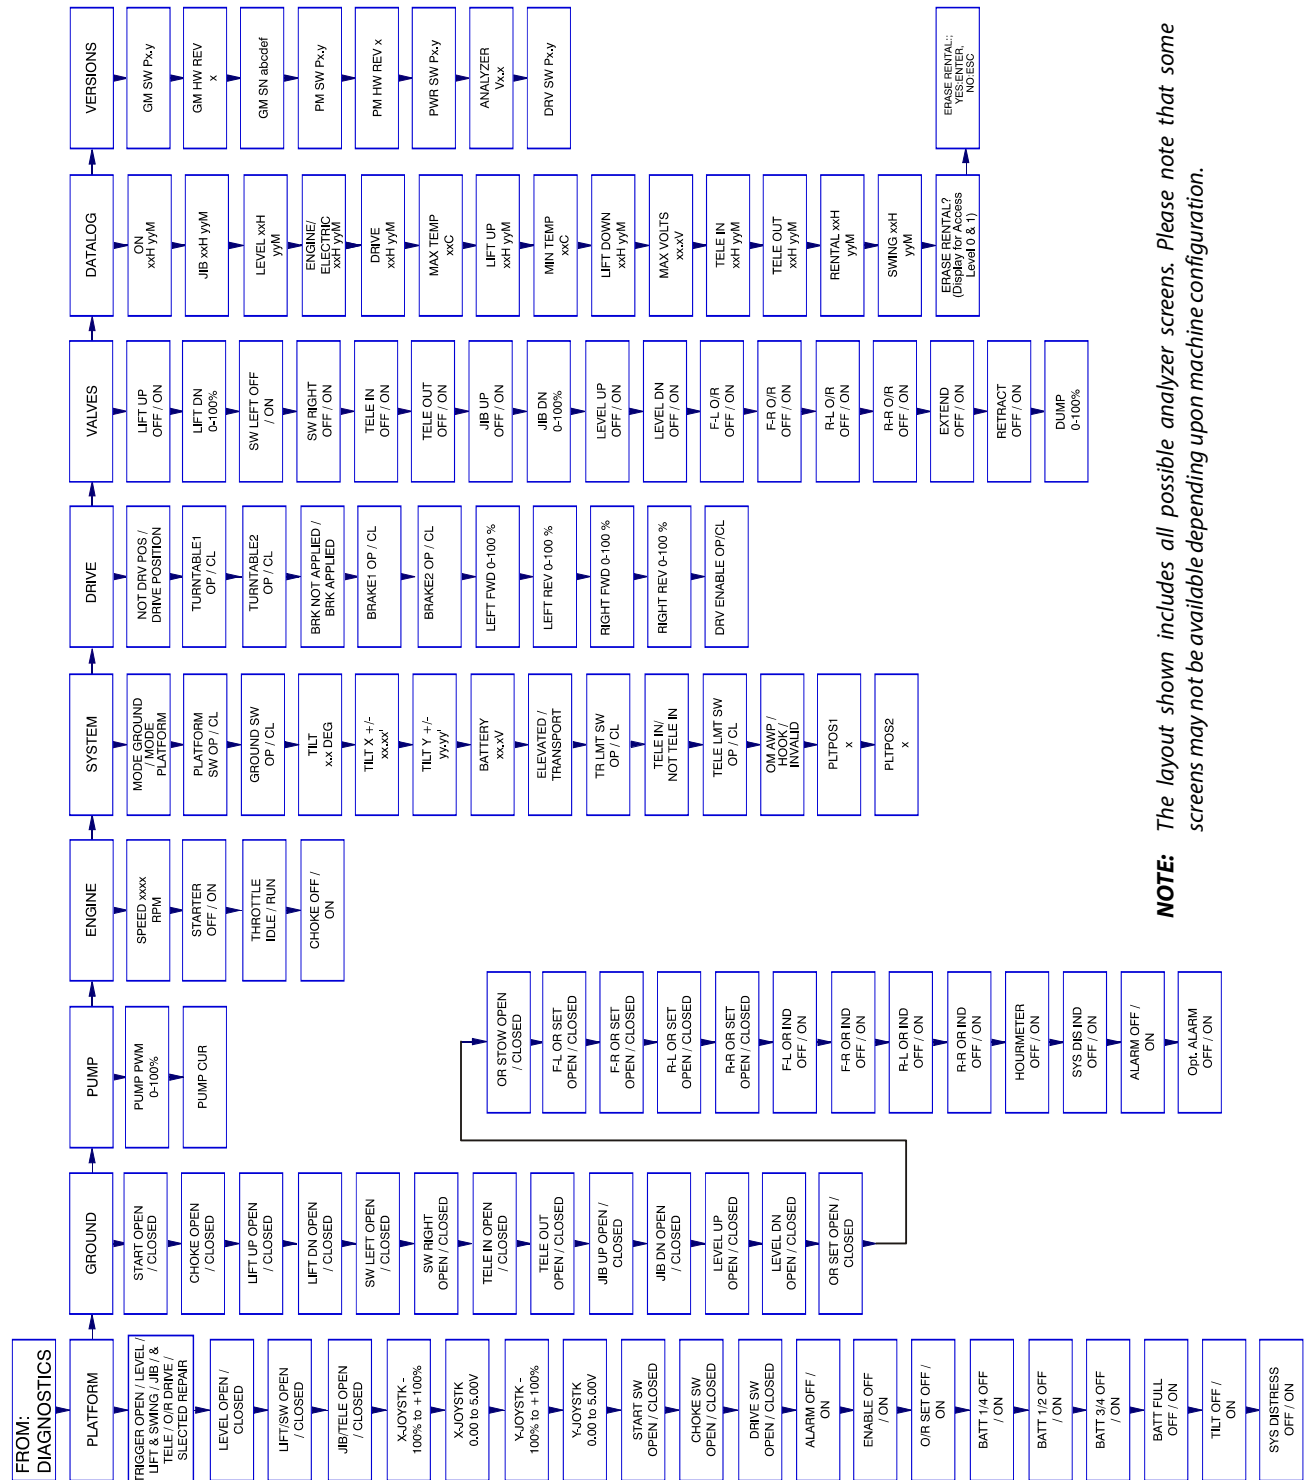 FROM:
DIAGNOSTICS
PLATFORM
TRIGGER OPEN / LEVEL /
LIFT & SWING / JIB / &
TELE / O/R DRIVE /
SLECTED REPAIR
LEVEL OPEN /
CLOSED
LIFT/SW OPEN
/ CLOSED
JIB/TELE OPEN
/ CLOSED
X-JOYSTK -
100% to + 100%
X-JOYSTK
0.00 to 5.00V
Y-JOYSTK -
100% to + 100%
Y-JOYSTK
0.00 to 5.00V
START SW
OPEN / CLOSED
CHOKE SW
OPEN / CLOSED
DRIVE SW
OPEN / CLOSED
ALARM OFF /
ON
ENABLE OFF
/ ON
O/R SET OFF /
ON
BATT 1/4 OFF
/ ON
BATT 1/2 OFF
/ ON
BATT 3/4 OFF
/ ON
BATT FULL
OFF / ON
TILT OFF /
ON
SYS DISTRESS
OFF / ON
GROUND
START OPEN
/ CLOSED
CHOKE OPEN
/ CLOSED
LIFT UP OPEN
/ CLOSED
LIFT DN OPEN
/ CLOSED
SW LEFT OPEN
/ CLOSED
SW RIGHT
OPEN / CLOSED
TELE IN OPEN
/ CLOSED
TELE OUT
OPEN / CLOSED
JIB UP OPEN /
CLOSED
JIB DN OPEN
/ CLOSED
LEVEL UP
OPEN / CLOSED
LEVEL DN
OPEN / CLOSED
OR SET OPEN /
CLOSED
OR STOW OPEN
/ CLOSED
F-L OR SET
OPEN / CLOSED
F-R OR SET
OPEN / CLOSED
R-L OR SET
OPEN / CLOSED
R-R OR SET
OPEN / CLOSED
F-L OR IND
OFF / ON
F-R OR IND
OFF / ON
R-L OR IND
OFF / ON
R-R OR IND
OFF / ON
HOURMETER
OFF / ON
SYS DIS IND
OFF / ON
ALARM OFF /
ON
Opt. ALARM
OFF / ON
PUMP
PUMP PWM
0-100%
PUMP CUR
ENGINE
SPEED xxxx
RPM
STARTER
OFF / ON
THROTTLE
IDLE / RUN
CHOKE OFF /
ON
SYSTEM
MODE GROUND
/ MODE
PLATFORM
PLATFORM
SW OP / CL
GROUND SW
OP / CL
TILT
x.x DEG
TILT X +/-
xx.xx'
TILT Y +/-
yy.yy'
BATTERY
xx.xV
ELEVATED /
TRANSPORT
TR LMT SW
OP / CL
TELE IN/
NOT TELE IN
TELE LMT SW
OP / CL
OM AWP /
HOOK /
INVALID
PLTPOS1
x
PLTPOS2
x
DRIVE
NOT DRV POS /
DRIVE POSITION
TURNTABLE1
OP / CL
TURNTABLE2
OP / CL
BRK NOT APPLIED /
BRK APPLIED
BRAKE1 OP / CL
BRAKE2 OP / CL
LEFT FWD 0-100 %
LEFT REV 0-100 %
RIGHT FWD 0-100 %
RIGHT REV 0-100 %
DRV ENABLE OP/CL
VALVES
LIFT UP
OFF / ON
LIFT DN
0-100%
SW LEFT OFF
/ ON
SW RIGHT
OFF / ON
TELE IN
OFF / ON
TELE OUT
OFF / ON
JIB UP
OFF / ON
JIB DN
0-100%
LEVEL UP
OFF / ON
LEVEL DN
OFF / ON
F-L O/R
OFF / ON
F-R O/R
OFF / ON
R-L O/R
OFF / ON
R-R O/R
OFF / ON
EXTEND
OFF / ON
RETRACT
OFF / ON
DUMP
0-100%
DATALOG
ON
xxH yyM
JIB xxH yyM
LEVEL xxH
yyM
ENGINE/
ELECTRIC
xxH yyM
DRIVE
xxH yyM
MAX TEMP
xxC
LIFT UP
xxH yyM
MIN TEMP
xxC
LIFT DOWN
xxH yyM
MAX VOLTS
xx.xV
TELE IN
xxH yyM
TELE OUT
xxH yyM
RENTAL xxH
yyM
SWING xxH
yyM
ERASE RENTAL?
(Display for Access
Level 0 & 1)
ERASE RENTAL:;
YES:ENTER,
NO:ESC
VERSIONS
GM SW Px.y
GM HW REV
x
GM SN abcdef
PM SW Px.y
PM HW REV x
PWR SW Px.y
ANALYZER
Vx.x
DRV SW Px.y
NOTE: The layout shown includes all possible analyzer screens. Please note that some
screens may not be available depending upon machine configuration.